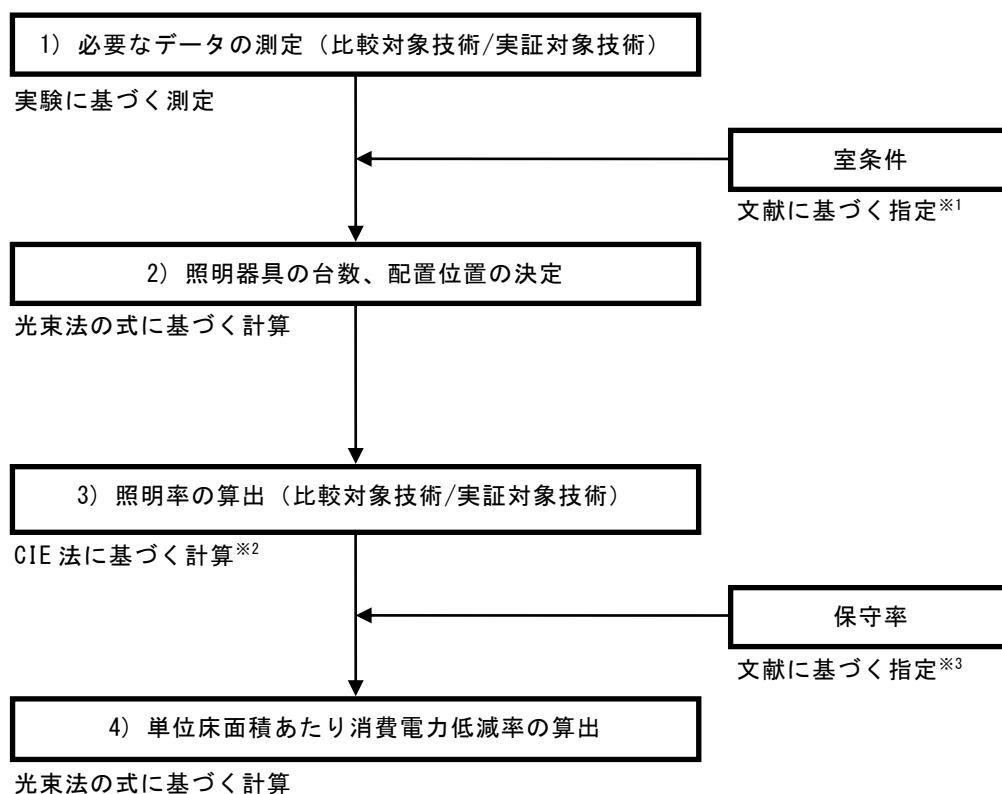 1) 必要なデータの測定（比較対象技術/実証対象技術）
実験に基づく測定
室条件
文献に基づく指定※1
2) 照明器具の台数、配置位置の決定
光束法の式に基づく計算
3) 照明率の算出（比較対象技術/実証対象技術）
CIE 法に基づく計算※2
保守率
文献に基づく指定※3
4) 単位床面積あたり消費電力低減率の算出
光束法の式に基づく計算